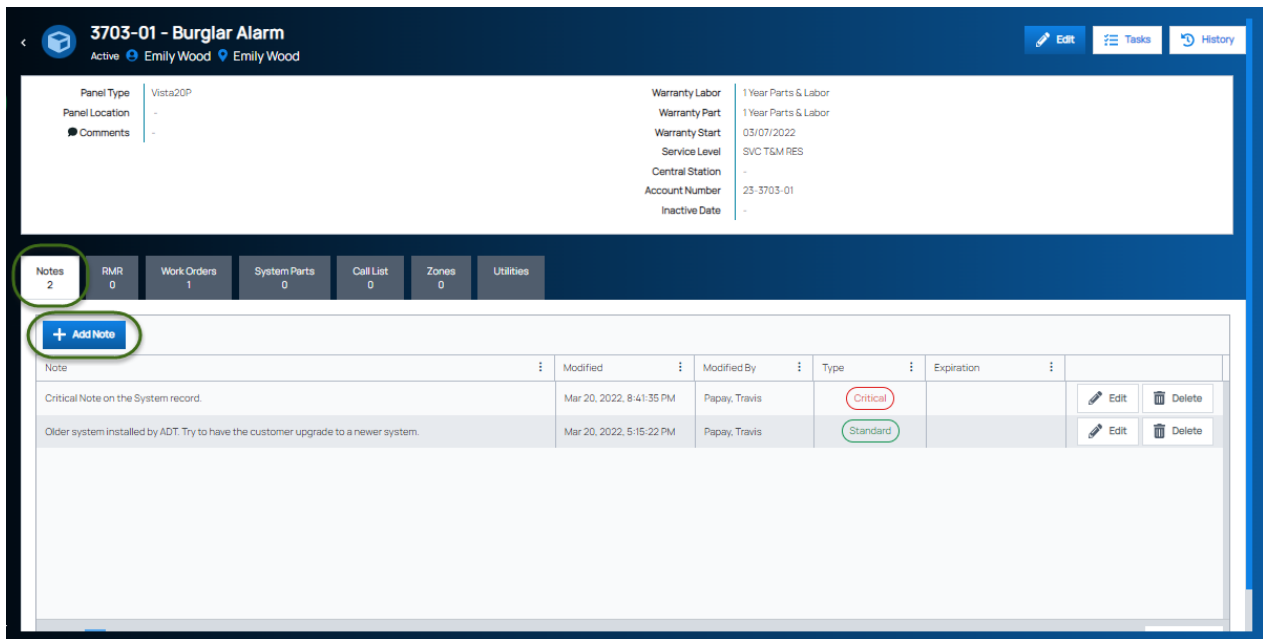 3703-01 - Burglar Alarm
Active Emily Wood Emily Wood
Edit Tasks History
Panel Type Vista20P
Panel Location -
Comments -
Warranty Labor 1 Year Parts & Labor
Warranty Part 1 Year Parts & Labor
Warranty Start 03/07/2022
Service Level SVC T&M RES
Central Station -
Account Number 23-3703-01
Inactive Date -
Notes RMR Work Orders System Parts Call List Zones Utilities
2 0 1 0 0 0
+ Add Note
Note Modified Modified By Type Expiration
Critical Note on the System record. Mar 20, 2022, 8:41:35 PM Papay, Travis Critical Edit Delete
Older system installed by ADT. Try to have the customer upgrade to a newer system. Mar 20, 2022, 5:15:22 PM Papay, Travis Standard Edit Delete